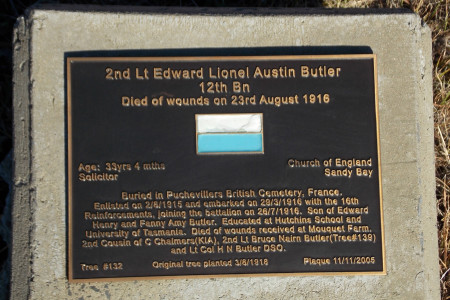 2nd Lt Edward Lionel Austin Butler
12th Bn
Died of wounds on 23rd August 1916
Age: 33yrs 4 mths
Solicitor
Church of England
Sandy Bay
Buried in Puchevillers British Cemetery, France.
Enlisted on 2/8/1915 and embarked on 29/3/1916 with the 16th
Reinforcements, joining the battalion on 26/7/1916. Son of Edward
Henry and Fanny Amy Butler. Educated at Hutchins School and
University of Tasmania. Died of wounds received at Mouquet Farm.
2nd Cousin of C Chalmers(KIA), 2nd Lt Bruce Nairn Butler(Tree#139)
and Lt Col H N Butler DSO.
Tree #132
Original tree planted 3/8/1918
Plaque 11/11/2005